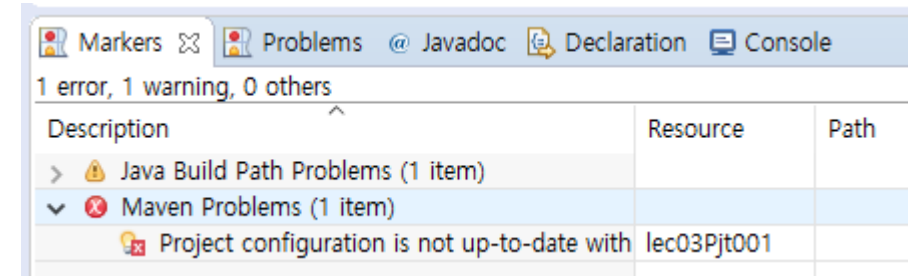 Markers Problems @ Javadoc Declaration Console
1 error, 1 warning, 0 others
Description Resource Path
Java Build Path Problems (1 item)
Maven Problems (1 item)
Project configuration is not up-to-date with lec03Pjt001